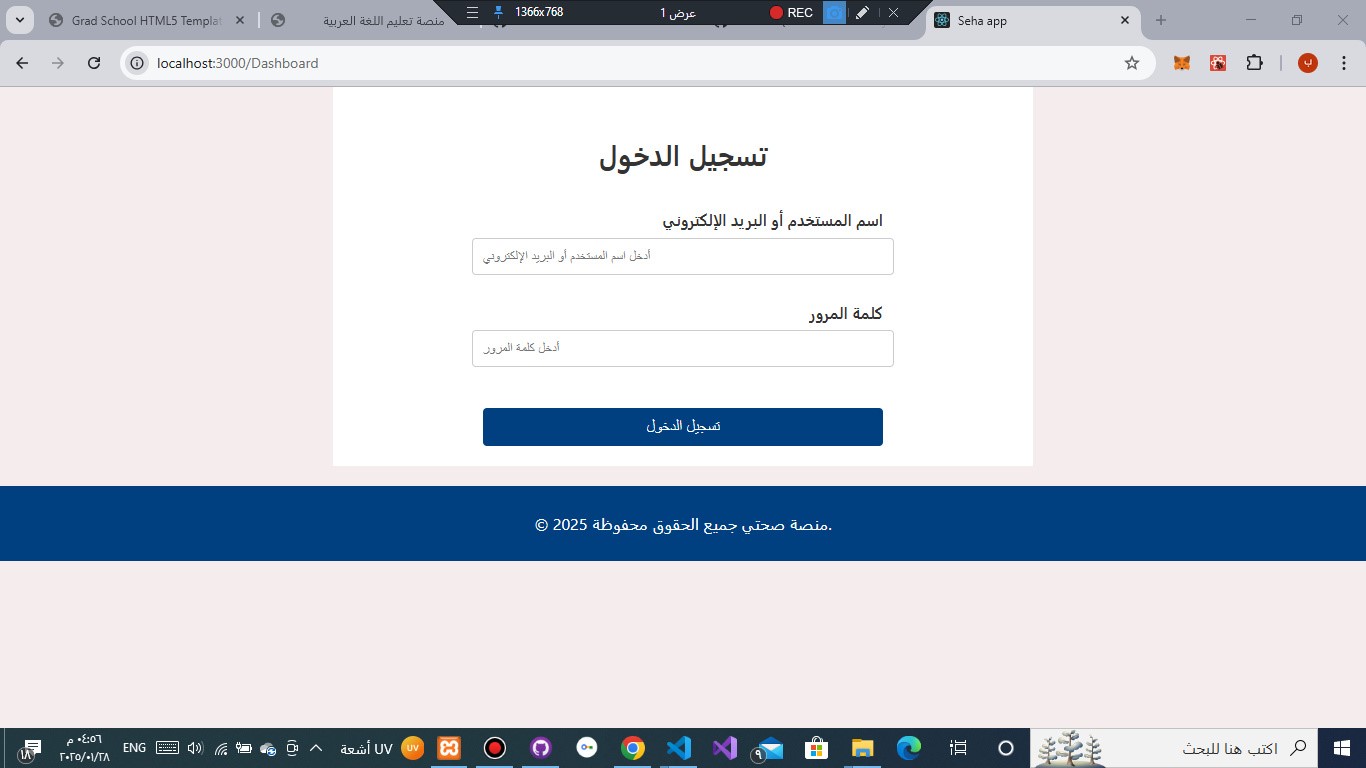 Grad School HTML5 Templat
منصة تعليم اللغة العربية
1366x768
عرض 1
REC
Seha app
localhost:3000/Dashboard
ب
تسجيل الدخول
اسم المستخدم أو البريد الإلكتروني
أدخل اسم المستخدم أو البريد الإلكتروني
كلمة المرور
أدخل كلمة المرور
تسجيل الدخول
© 2025 منصة صحتي جميع الحقوق محفوظة.
اكتب هنا للبحث
٩
UV
أشعة UV
ENG
٠٤:٥٦ م
٢٠٢٥/٠١/٢٨
١٨